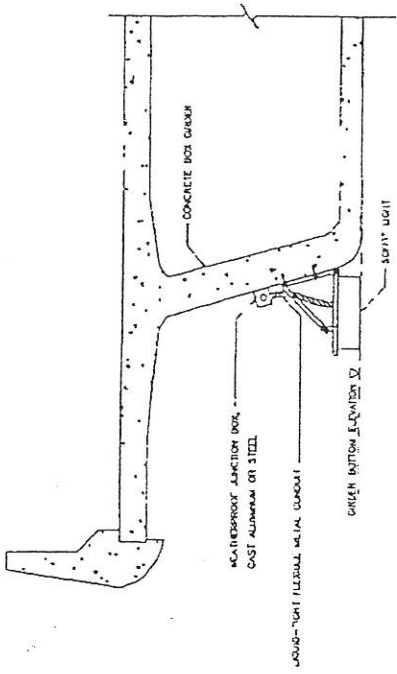 CONCRETE BOX GIRDER
WEATHERPROOF JUNCTION BOX,
CAST ALUMINUM OR STEEL
LIQUID-TIGHT FLEXIBLE METAL CONDUIT
SOFFIT LIGHT
GIRDER BOTTOM ELEVATION